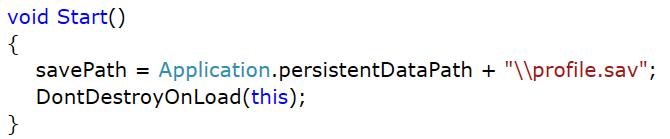 void Start()
{
    savePath = Application.persistentDataPath + "\\profile.sav";
    DontDestroyOnLoad(this);
}